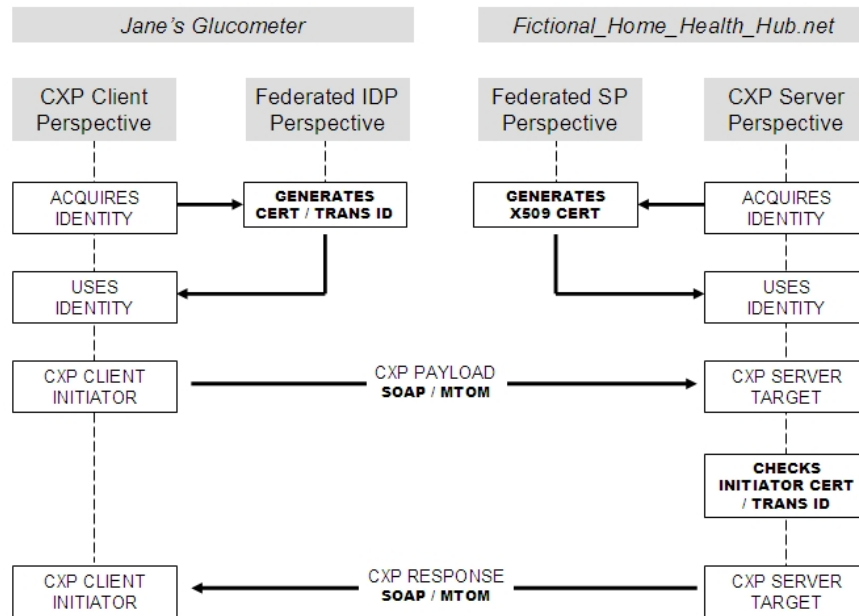 Jane's Glucometer
Fictional_Home_Health_Hub.net
CXP Client
Perspective
Federated IDP
Perspective
Federated SP
Perspective
CXP Server
Perspective
ACQUIRES
IDENTITY
GENERATES
CERT / TRANS ID
GENERATES
X509 CERT
ACQUIRES
IDENTITY
USES
IDENTITY
USES
IDENTITY
CXP CLIENT
INITIATOR
CXP PAYLOAD
SOAP / MTOM
CXP SERVER
TARGET
CHECKS
INITIATOR CERT
/ TRANS ID
CXP CLIENT
INITIATOR
CXP RESPONSE
SOAP / MTOM
CXP SERVER
TARGET